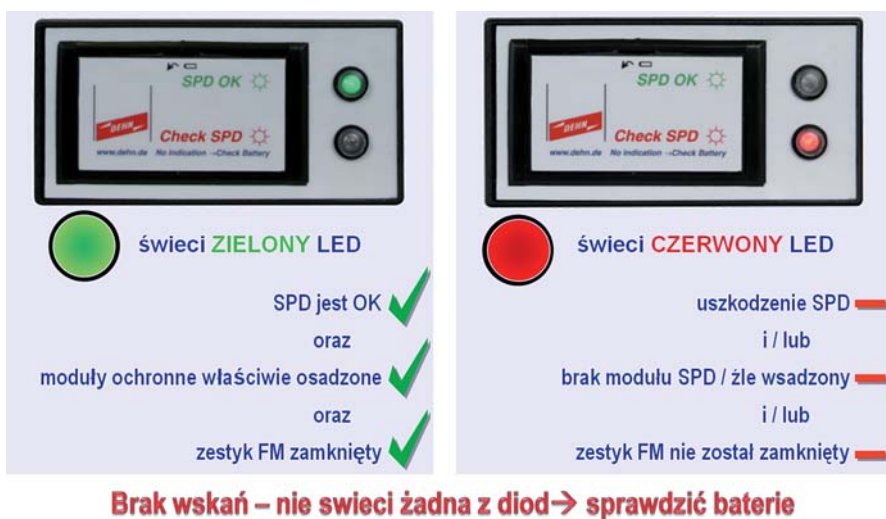 SPD OK
DEHN
Check SPD
www.dehn.de No Indication →Check Battery
świeci ZIELONY LED
SPD jest OK
oraz
moduły ochronne właściwie osadzone
oraz
zestyk FM zamknięty
SPD OK
DEHN
Check SPD
www.dehn.de No Indication →Check Battery
świeci CZERWONY LED
uszkodzenie SPD
i / lub
brak modułu SPD / żle wsadzony
i / lub
zestyk FM nie został zamknięty
Brak wskań – nie swieci żadna z diod→ sprawdzić baterie